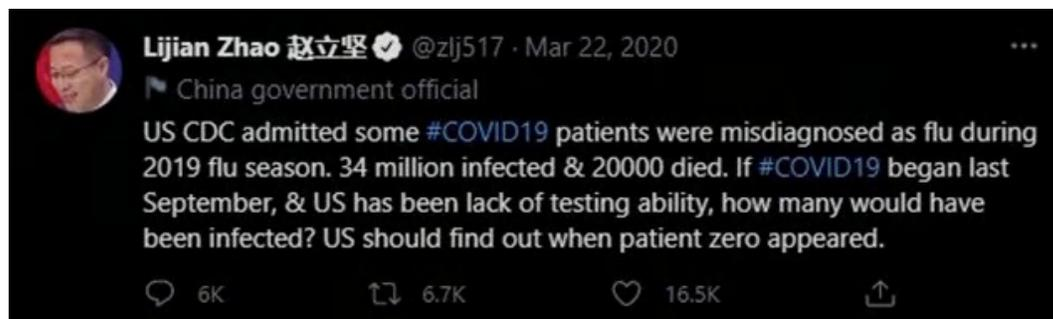 Lijian Zhao 赵立坚 @zlj517 · Mar 22, 2020
China government official
US CDC admitted some #COVID19 patients were misdiagnosed as flu during
2019 flu season. 34 million infected & 20000 died. If #COVID19 began last
September, & US has been lack of testing ability, how many would have
been infected? US should find out when patient zero appeared.
6K 6.7K 16.5K